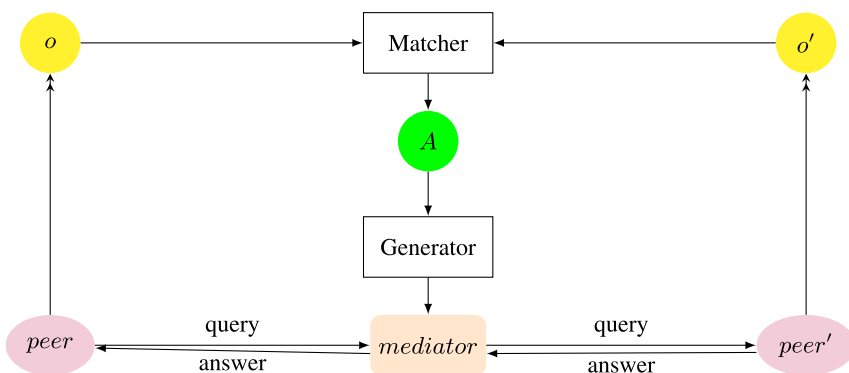 o
Matcher
o′
A
Generator
query
query
peer
mediator
peer′
answer
answer